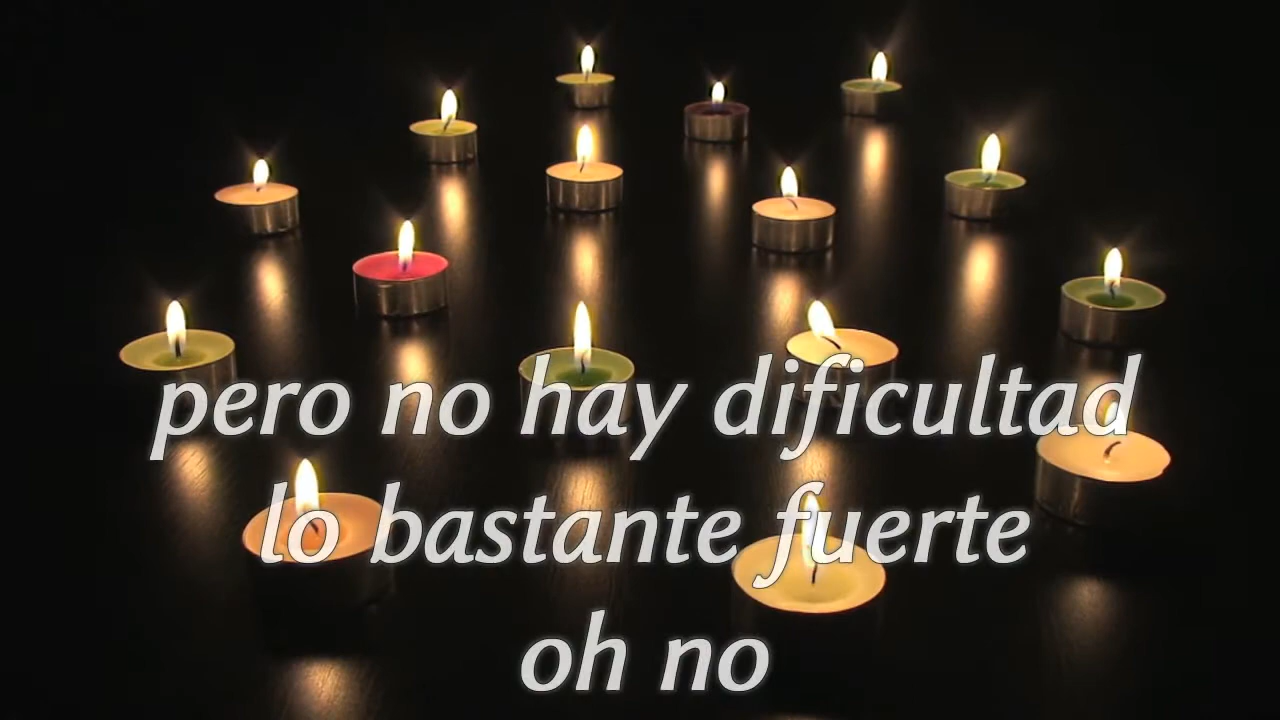 pero no hay dificultad
lo bastante fuerte
oh no